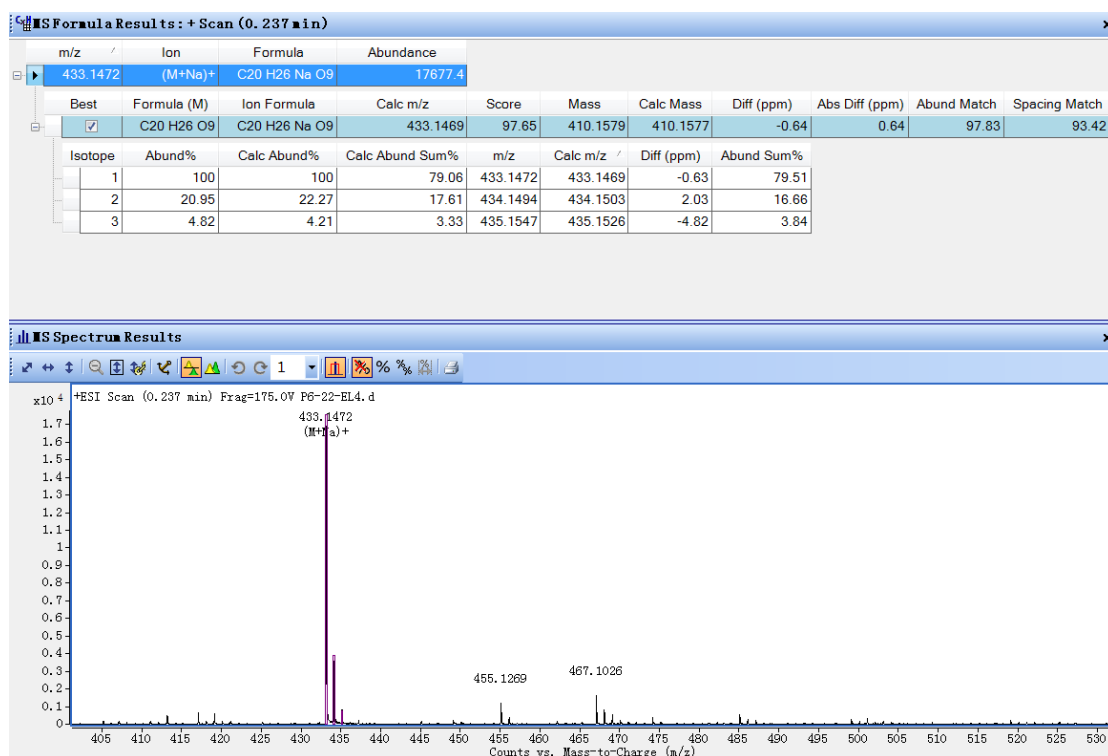 MS Formula Results: + Scan (0.237 min)
m/z Ion Formula Abundance
433.1472 (M+Na)+ C20 H26 Na O9 17677.4
Best Formula (M) Ion Formula Calc m/z Score Mass Calc Mass Diff (ppm) Abs Diff (ppm) Abund Match Spacing Match
C20 H26 O9 C20 H26 Na O9 433.1469 97.65 410.1579 410.1577 -0.64 0.64 97.83 93.42
Isotope Abund% Calc Abund% Calc Abund Sum% m/z Calc m/z Diff (ppm) Abund Sum%
1 100 100 79.06 433.1472 433.1469 -0.63 79.51
2 20.95 22.27 17.61 434.1494 434.1503 2.03 16.66
3 4.82 4.21 3.33 435.1547 435.1526 -4.82 3.84
MS Spectrum Results
1
x10 4 +ESI Scan (0.237 min) Frag=175.0V P6-22-EL4.d
433.1472
(M+Na)+
1.7
1.6
1.5
1.4
1.3
1.2
1.1
1
0.9
0.8
0.7
0.6
0.5
0.4
0.3
455.1269 467.1026
0.2
0.1
0
405 410 415 420 425 430 435 440 445 450 455 460 465 470 475 480 485 490 495 500 505 510 515 520 525 530
Counts vs. Mass-to-Charge (m/z)